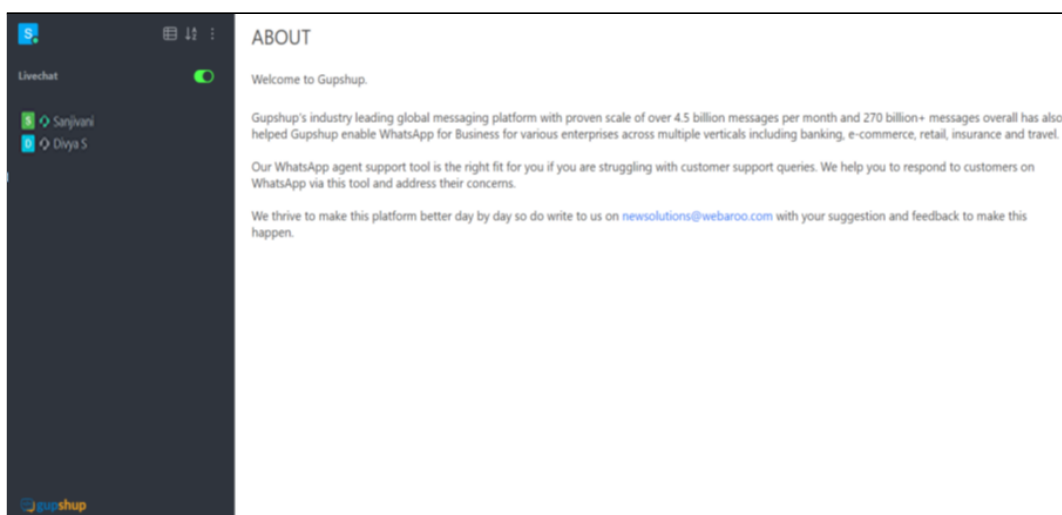 S
Livechat
S Sanjivani
D Divya S
gupshup
ABOUT
Welcome to Gupshup.
Gupshup's industry leading global messaging platform with proven scale of over 4.5 billion messages per month and 270 billion+ messages overall has also
helped Gupshup enable WhatsApp for Business for various enterprises across multiple verticals including banking, e-commerce, retail, insurance and travel.
Our WhatsApp agent support tool is the right fit for you if you are struggling with customer support queries. We help you to respond to customers on
WhatsApp via this tool and address their concerns.
We thrive to make this platform better day by day so do write to us on newsolutions@webaroo.com with your suggestion and feedback to make this
happen.